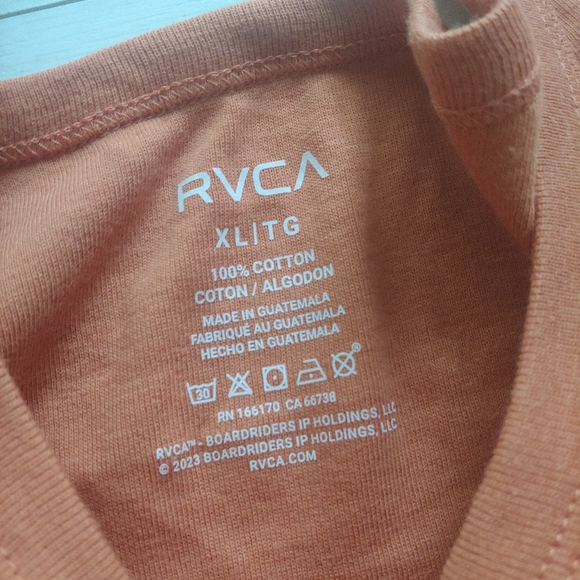 RVCA
XL|TG
100% COTTON
COTON / ALGODON
MADE IN GUATEMALA
FABRIQUÉ AU GUATEMALA
HECHO EN GUATEMALA
30
RN 166170 CA 66738
RVCA™ - BOARDRIDERS IP HOLDINGS, LLC
© 2023 BOARDRIDERS IP HOLDINGS, LLC
RVCA.COM